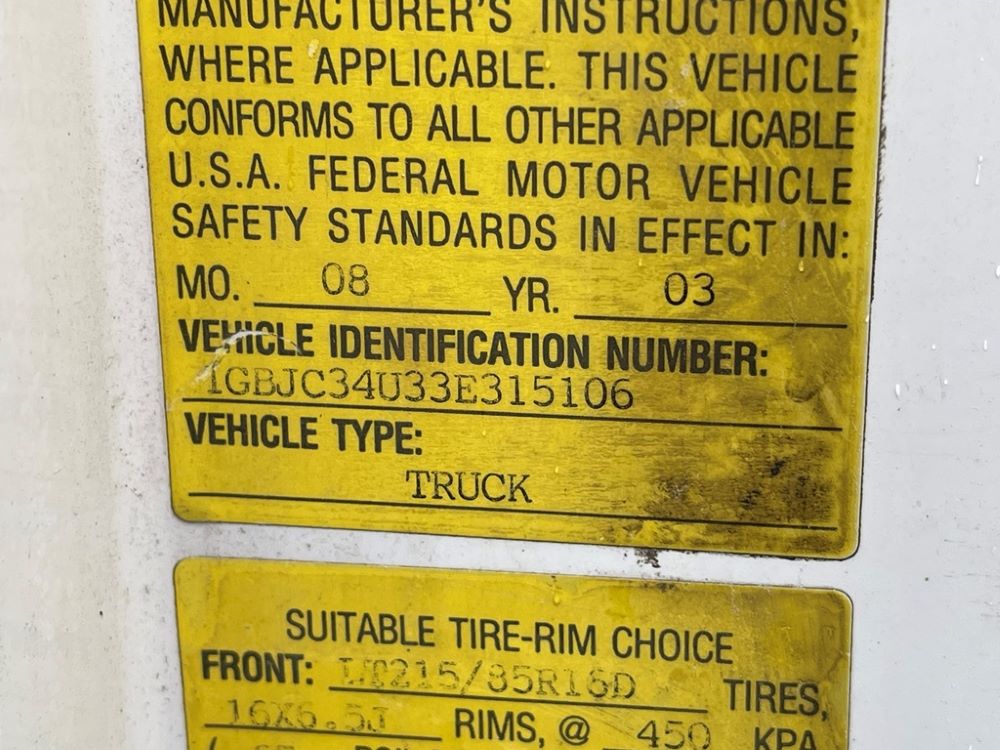 MANUFACTURER'S INSTRUCTIONS,
WHERE APPLICABLE. THIS VEHICLE
CONFORMS TO ALL OTHER APPLICABLE
U.S.A. FEDERAL MOTOR VEHICLE
SAFETY STANDARDS IN EFFECT IN:
MO. 08 YR. 03
VEHICLE IDENTIFICATION NUMBER:
1GBJC34U33E315106
VEHICLE TYPE:
TRUCK
SUITABLE TIRE-RIM CHOICE
FRONT: LT215/85R16D TIRES,
16X6.5J RIMS, @ 450 KPA